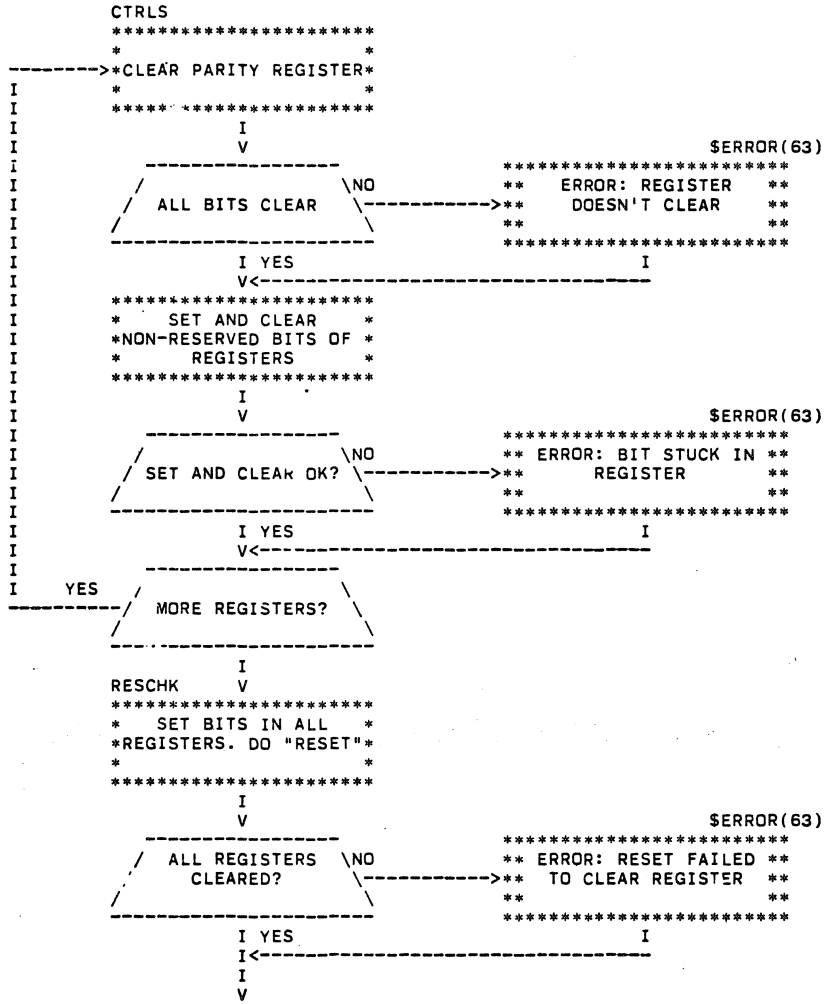 CTRLS
CLEAR PARITY REGISTER
$ERROR(63)
ALL BITS CLEAR
NO
ERROR: REGISTER
DOESN'T CLEAR
YES
SET AND CLEAR
NON-RESERVED BITS OF
REGISTERS
$ERROR(63)
SET AND CLEAR OK?
NO
ERROR: BIT STUCK IN
REGISTER
YES
YES
MORE REGISTERS?
RESCHK
SET BITS IN ALL
REGISTERS. DO "RESET"
$ERROR(63)
ALL REGISTERS
CLEARED?
NO
ERROR: RESET FAILED
TO CLEAR REGISTER
YES